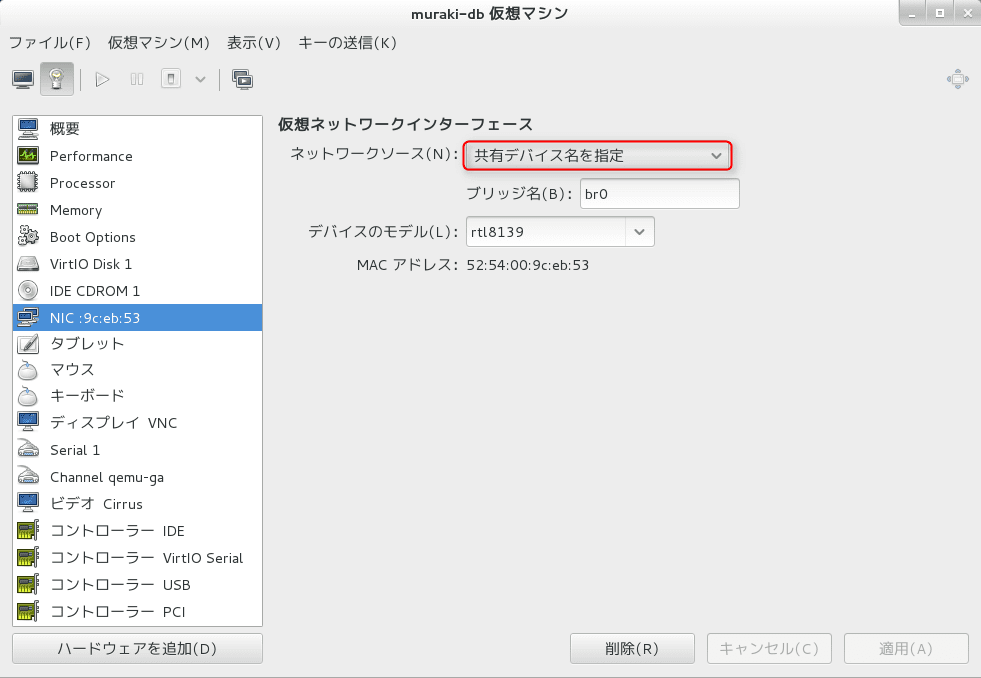 muraki-db 仮想マシン
ファイル(F) 仮想マシン(M) 表示(V) キーの送信(K)
概要
Performance
Processor
Memory
Boot Options
VirtIO Disk 1
IDE CDROM 1
NIC :9c:eb:53
タブレット
マウス
キーボード
ディスプレイ VNC
Serial 1
Channel qemu-ga
ビデオ Cirrus
コントローラー IDE
コントローラー VirtIO Serial
コントローラー USB
コントローラー PCI
ハードウェアを追加(D)
仮想ネットワークインターフェース
ネットワークソース(N): 共有デバイス名を指定
ブリッジ名(B): br0
デバイスのモデル(L): rtl8139
MAC アドレス: 52:54:00:9c:eb:53
削除(R) キャンセル(C) 適用(A)